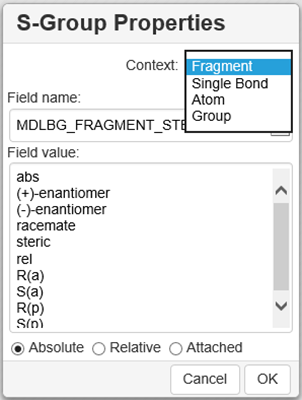 S-Group Properties
Context:
Fragment
Single Bond
Atom
Group
Field name:
MDLBG_FRAGMENT_STE
Field value:
abs
(+)-enantiomer
(-)-enantiomer
racemate
steric
rel
R(a)
S(a)
R(p)
S(p)
Absolute Relative Attached
Cancel OK